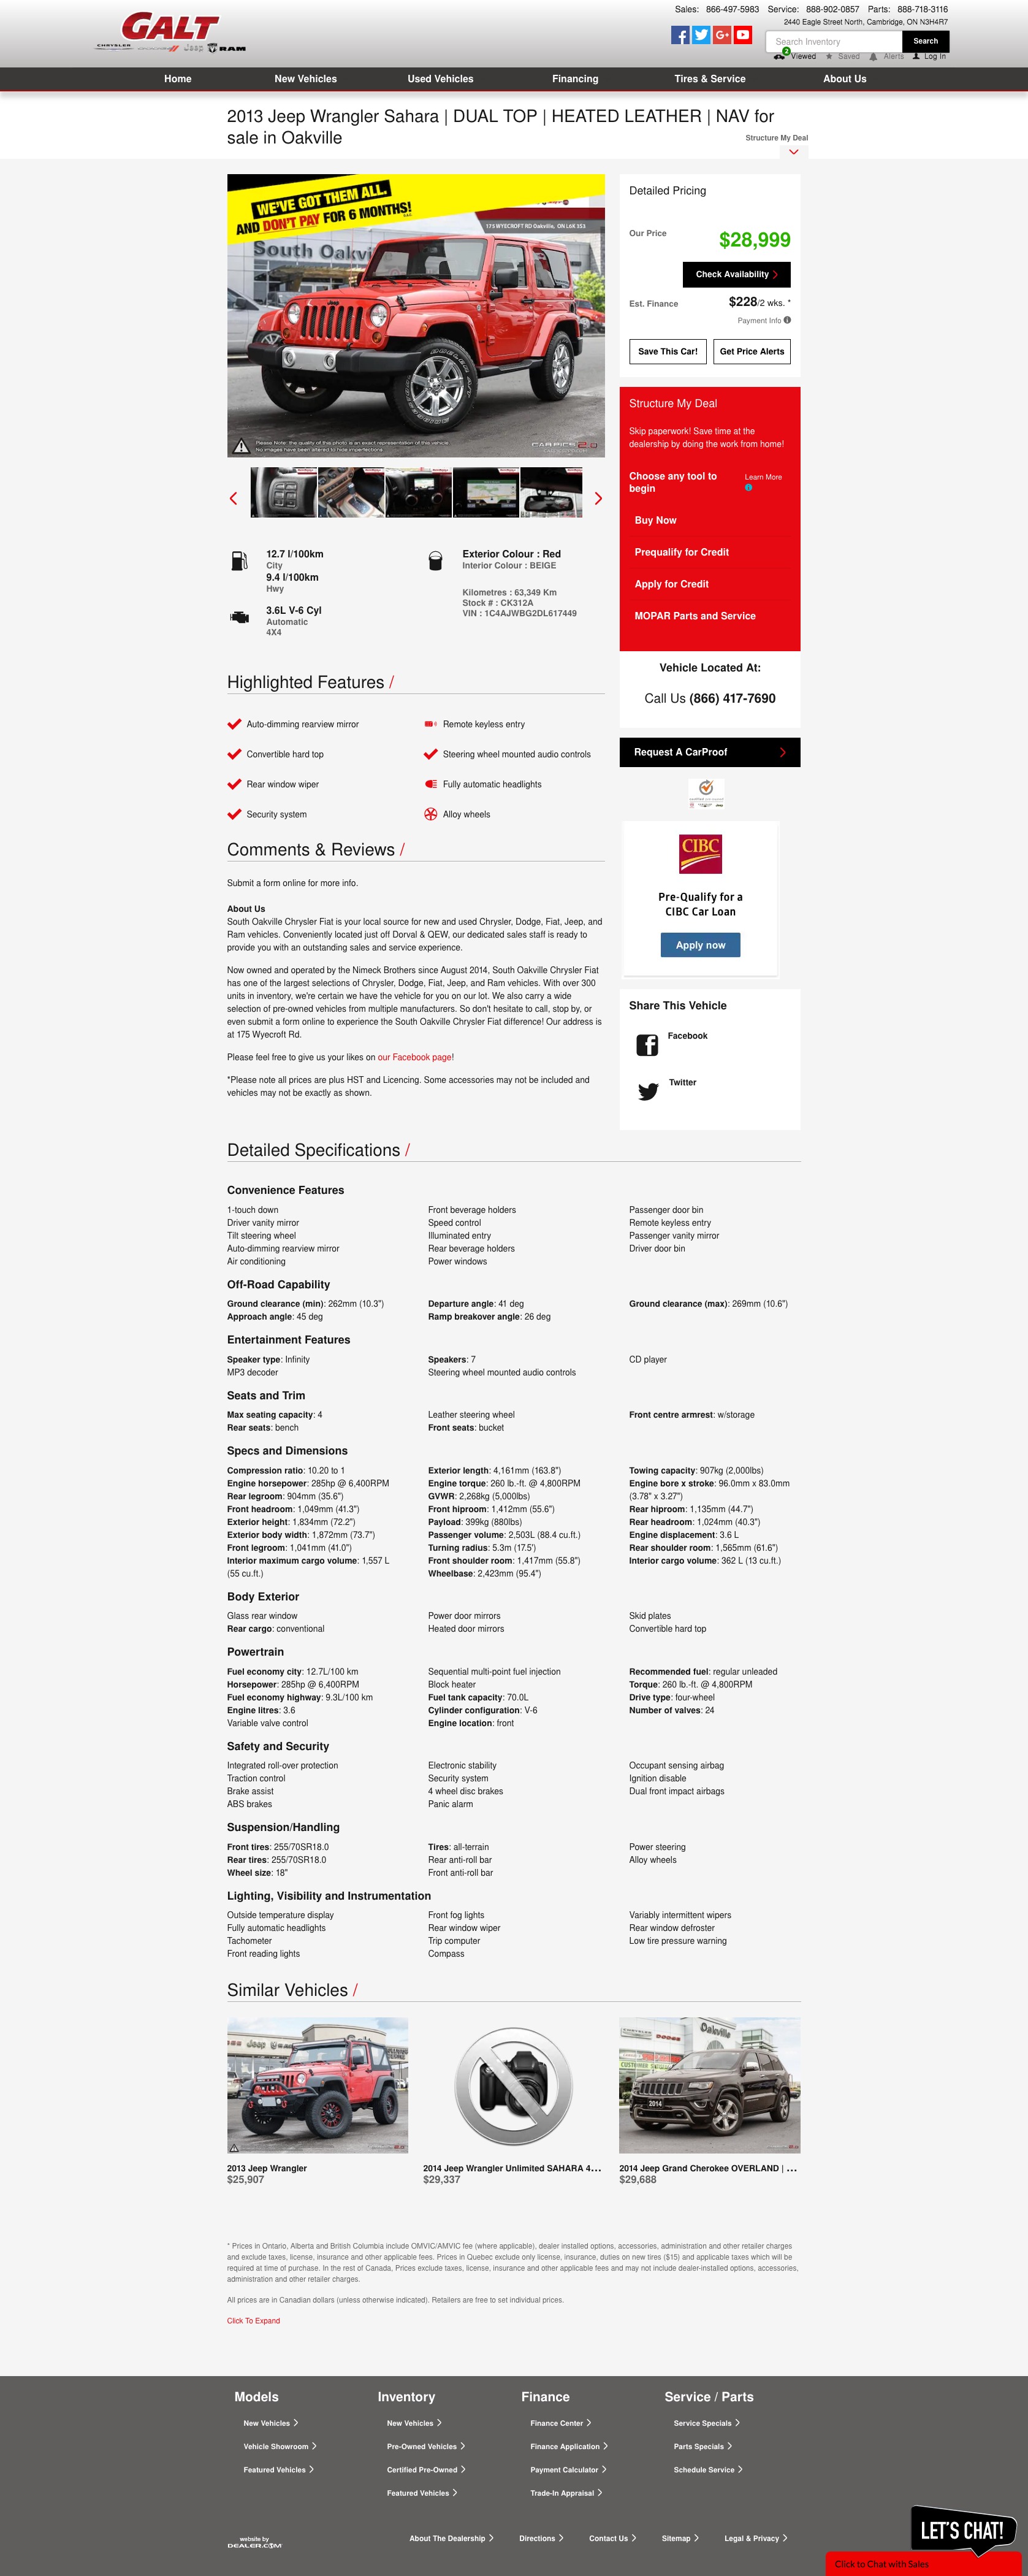 GALT
CHRYSLER
Jeep
RAM
Sales: 866-497-5983 Service: 888-902-0857 Parts: 888-718-3116
2440 Eagle Street North, Cambridge, ON N3H4R7
Search Inventory
Search
2
Viewed
Saved
Alerts
Log In
Home
New Vehicles
Used Vehicles
Financing
Tires & Service
About Us
2013 Jeep Wrangler Sahara | DUAL TOP | HEATED LEATHER | NAV for
sale in Oakville
Structure My Deal
WE'VE GOT THEM ALL.
AND DON'T PAY FOR 6 MONTHS!
175 WYECROFT RD Oakville, ON L6K 3S3
South Oakvi
Jeep
Please Note: the quality of this photo is an exact representation of this vehicle.
No images have been altered to hide imperfections.
Detailed Pricing
Our Price
$28,999
Check Availability
Est. Finance
$228/2 wks. *
Payment Info
Save This Car!
Get Price Alerts
Structure My Deal
Skip paperwork! Save time at the
dealership by doing the work from home!
Choose any tool to
begin
Learn More
Buy Now
Prequalify for Credit
Apply for Credit
MOPAR Parts and Service
Vehicle Located At:
Call Us (866) 417-7690
Request A CarProof
CIBC
Pre-Qualify for a
CIBC Car Loan
Apply now
Share This Vehicle
Facebook
Twitter
12.7 l/100km
City
9.4 l/100km
Hwy
3.6L V-6 Cyl
Automatic
4X4
Exterior Colour : Red
Interior Colour : BEIGE
Kilometres : 63,349 Km
Stock # : CK312A
VIN : 1C4AJWBG2DL617449
Highlighted Features /
Auto-dimming rearview mirror
Remote keyless entry
Convertible hard top
Steering wheel mounted audio controls
Rear window wiper
Fully automatic headlights
Security system
Alloy wheels
Comments & Reviews /
Submit a form online for more info.
About Us
South Oakville Chrysler Fiat is your local source for new and used Chrysler, Dodge, Fiat, Jeep, and
Ram vehicles. Conveniently located just off Dorval & QEW, our dedicated sales staff is ready to
provide you with an outstanding sales and service experience.
Now owned and operated by the Nimeck Brothers since August 2014, South Oakville Chrysler Fiat
has one of the largest selections of Chrysler, Dodge, Fiat, Jeep, and Ram vehicles. With over 300
units in inventory, we're certain we have the vehicle for you on our lot. We also carry a wide
selection of pre-owned vehicles from multiple manufacturers. So don't hesitate to call, stop by, or
even submit a form online to experience the South Oakville Chrysler Fiat difference! Our address is
at 175 Wyecroft Rd.
Please feel free to give us your likes on our Facebook page!
*Please note all prices are plus HST and Licencing. Some accessories may not be included and
vehicles may not be exactly as shown.
Detailed Specifications /
Convenience Features
1-touch down
Front beverage holders
Passenger door bin
Driver vanity mirror
Speed control
Remote keyless entry
Tilt steering wheel
Illuminated entry
Passenger vanity mirror
Auto-dimming rearview mirror
Rear beverage holders
Driver door bin
Air conditioning
Power windows
Off-Road Capability
Ground clearance (min): 262mm (10.3")
Departure angle: 41 deg
Ground clearance (max): 269mm (10.6")
Approach angle: 45 deg
Ramp breakover angle: 26 deg
Entertainment Features
Speaker type: Infinity
Speakers: 7
CD player
MP3 decoder
Steering wheel mounted audio controls
Seats and Trim
Max seating capacity: 4
Leather steering wheel
Front centre armrest: w/storage
Rear seats: bench
Front seats: bucket
Specs and Dimensions
Compression ratio: 10.20 to 1
Exterior length: 4,161mm (163.8")
Towing capacity: 907kg (2,000lbs)
Engine horsepower: 285hp @ 6,400RPM
Engine torque: 260 lb.-ft. @ 4,800RPM
Engine bore x stroke: 96.0mm x 83.0mm
Rear legroom: 904mm (35.6")
GVWR: 2,268kg (5,000lbs)
(3.78" x 3.27")
Front headroom: 1,049mm (41.3")
Front hiproom: 1,412mm (55.6")
Rear hiproom: 1,135mm (44.7")
Exterior height: 1,834mm (72.2")
Payload: 399kg (880lbs)
Rear headroom: 1,024mm (40.3")
Exterior body width: 1,872mm (73.7")
Passenger volume: 2,503L (88.4 cu.ft.)
Engine displacement: 3.6 L
Front legroom: 1,041mm (41.0")
Turning radius: 5.3m (17.5')
Rear shoulder room: 1,565mm (61.6")
Interior maximum cargo volume: 1,557 L
Front shoulder room: 1,417mm (55.8")
Interior cargo volume: 362 L (13 cu.ft.)
(55 cu.ft.)
Wheelbase: 2,423mm (95.4")
Body Exterior
Glass rear window
Power door mirrors
Skid plates
Rear cargo: conventional
Heated door mirrors
Convertible hard top
Powertrain
Fuel economy city: 12.7L/100 km
Sequential multi-point fuel injection
Recommended fuel: regular unleaded
Horsepower: 285hp @ 6,400RPM
Block heater
Torque: 260 lb.-ft. @ 4,800RPM
Fuel economy highway: 9.3L/100 km
Fuel tank capacity: 70.0L
Drive type: four-wheel
Engine litres: 3.6
Cylinder configuration: V-6
Number of valves: 24
Variable valve control
Engine location: front
Safety and Security
Integrated roll-over protection
Electronic stability
Occupant sensing airbag
Traction control
Security system
Ignition disable
Brake assist
4 wheel disc brakes
Dual front impact airbags
ABS brakes
Panic alarm
Suspension/Handling
Front tires: 255/70SR18.0
Tires: all-terrain
Power steering
Rear tires: 255/70SR18.0
Rear anti-roll bar
Alloy wheels
Wheel size: 18"
Front anti-roll bar
Lighting, Visibility and Instrumentation
Outside temperature display
Front fog lights
Variably intermittent wipers
Fully automatic headlights
Rear window wiper
Rear window defroster
Tachometer
Trip computer
Low tire pressure warning
Front reading lights
Compass
Similar Vehicles /
Oakville
2014
2013 Jeep Wrangler
$25,907
2014 Jeep Wrangler Unlimited SAHARA 4...
$29,337
2014 Jeep Grand Cherokee OVERLAND | ...
$29,688
* Prices in Ontario, Alberta and British Columbia include OMVIC/AMVIC fee (where applicable), dealer installed options, accessories, administration and other retailer charges
and exclude taxes, license, insurance and other applicable fees. Prices in Quebec exclude only license, insurance, duties on new tires ($15) and applicable taxes which will be
required at time of purchase. In the rest of Canada, Prices exclude taxes, license, insurance and other applicable fees and may not include dealer-installed options, accessories,
administration and other retailer charges.
All prices are in Canadian dollars (unless otherwise indicated). Retailers are free to set individual prices.
Click To Expand
Models
Inventory
Finance
Service / Parts
New Vehicles
New Vehicles
Finance Center
Service Specials
Vehicle Showroom
Pre-Owned Vehicles
Finance Application
Parts Specials
Featured Vehicles
Certified Pre-Owned
Payment Calculator
Schedule Service
Featured Vehicles
Trade-In Appraisal
website by
DEALER.COM
About The Dealership
Directions
Contact Us
Sitemap
Legal & Privacy
LET'S CHAT!
Click to Chat with Sales